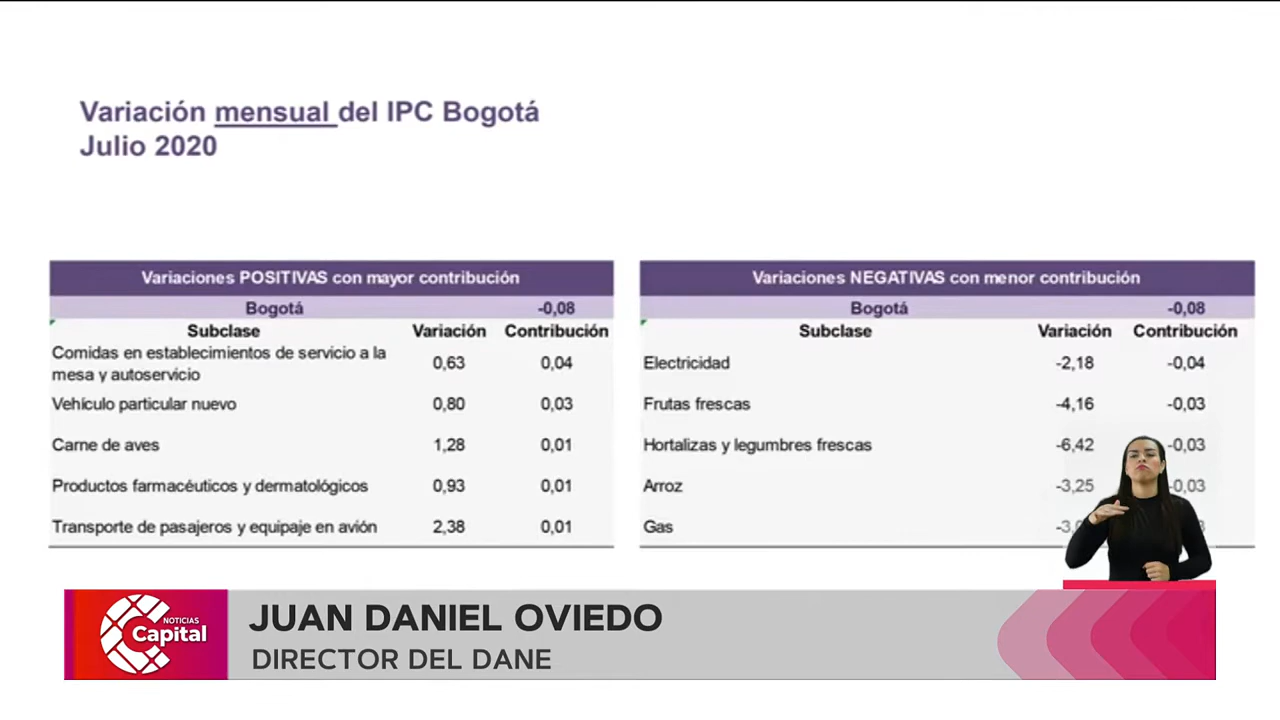 Variación mensual del IPC Bogotá
Julio 2020
Variaciones POSITIVAS con mayor contribución
Bogotá -0,08
Subclase Variación Contribución
Comidas en establecimientos de servicio a la
mesa y autoservicio 0,63 0,04
Vehículo particular nuevo 0,80 0,03
Carne de aves 1,28 0,01
Productos farmacéuticos y dermatológicos 0,93 0,01
Transporte de pasajeros y equipaje en avión 2,38 0,01
Variaciones NEGATIVAS con menor contribución
Bogotá -0,08
Subclase Variación Contribución
Electricidad -2,18 -0,04
Frutas frescas -4,16 -0,03
Hortalizas y legumbres frescas -6,42 -0,03
Arroz -3,25 -0,03
Gas
NOTICIAS
Capital
JUAN DANIEL OVIEDO
DIRECTOR DEL DANE